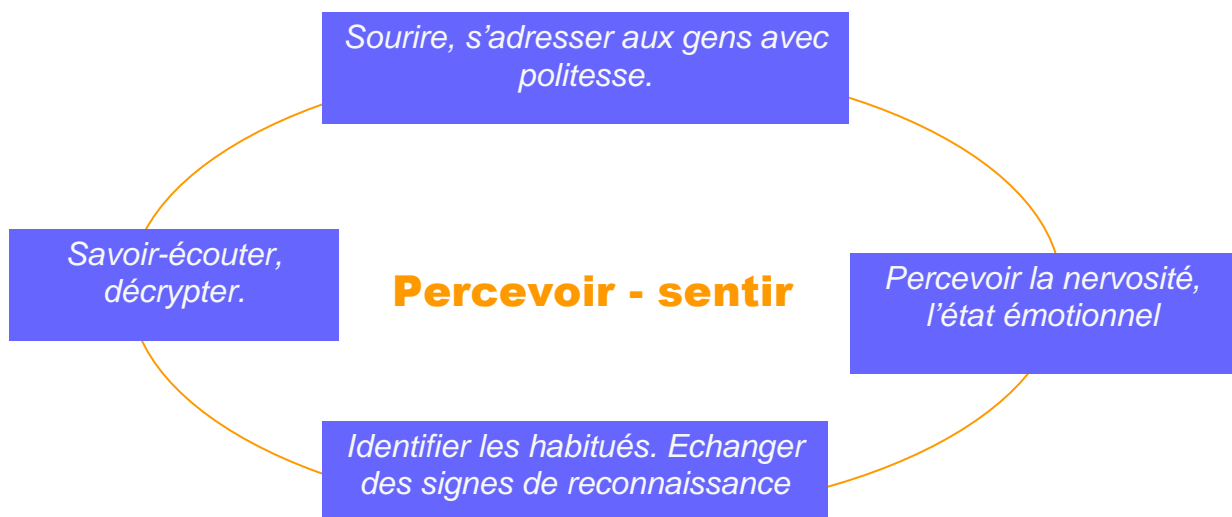 Sourire, s’adresser aux gens avec
politesse.
Savoir-écouter,
décrypter.
Percevoir - sentir
Percevoir la nervosité,
l’état émotionnel
Identifier les habitués. Echanger
des signes de reconnaissance